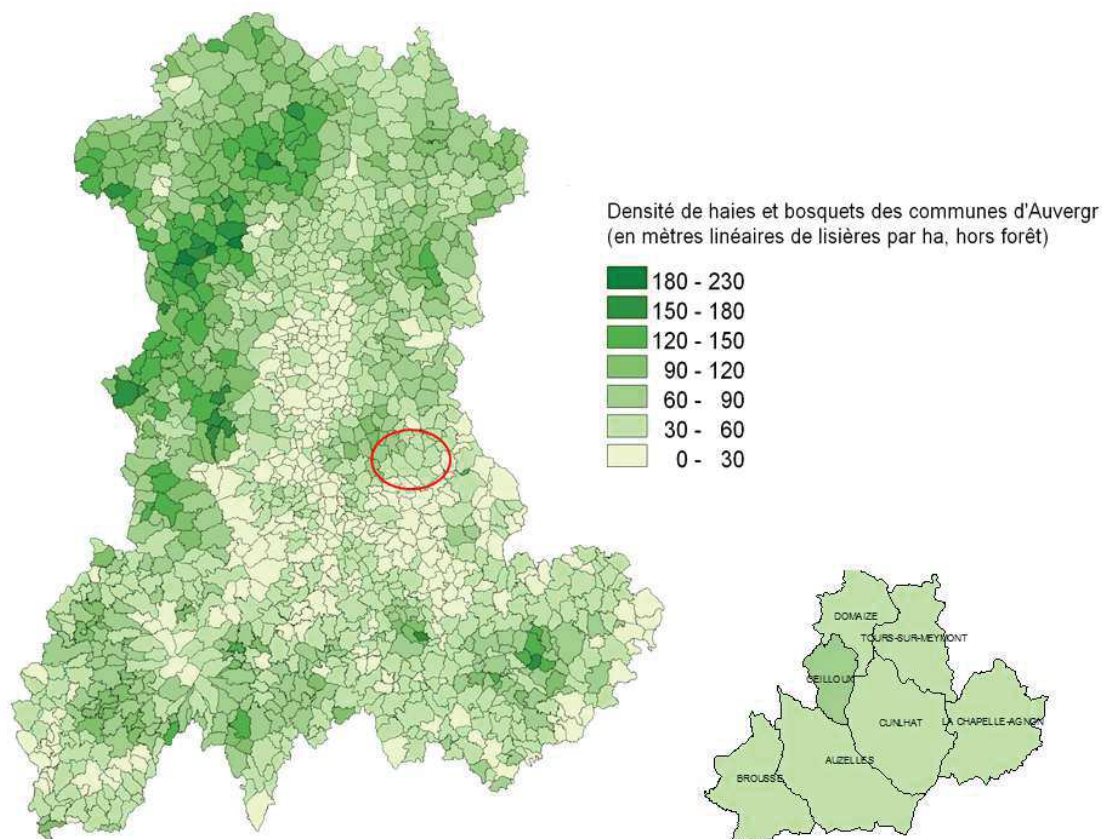 Densité de haies et bosquets des communes d'Auvergr
(en mètres linéaires de lisières par ha, hors forêt)
180 - 230
150 - 180
120 - 150
90 - 120
60 - 90
30 - 60
0 - 30
DOMAIZE
TOURS-SUR-MEYMONT
CEILLOUX
CUNLHAT
LA CHAPELLE-AGNON
AUZELLES
BROUSSE